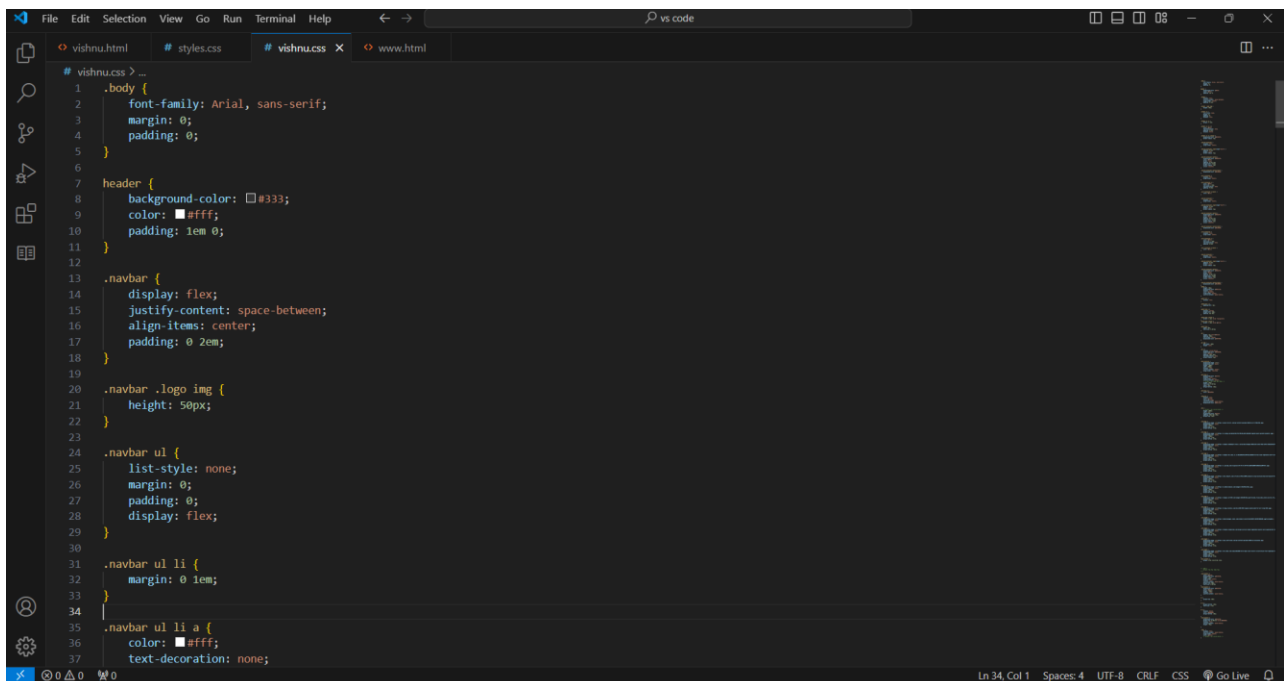 File Edit Selection View Go Run Terminal Help
vs code
vishnu.html # styles.css # vishnu.css www.html
# vishnu.css > ...
1 .body {
2 font-family: Arial, sans-serif;
3 margin: 0;
4 padding: 0;
5 }
6
7 header {
8 background-color: #333;
9 color: #fff;
10 padding: 1em 0;
11 }
12
13 .navbar {
14 display: flex;
15 justify-content: space-between;
16 align-items: center;
17 padding: 0 2em;
18 }
19
20 .navbar .logo img {
21 height: 50px;
22 }
23
24 .navbar ul {
25 list-style: none;
26 margin: 0;
27 padding: 0;
28 display: flex;
29 }
30
31 .navbar ul li {
32 margin: 0 1em;
33 }
34
35 .navbar ul li a {
36 color: #fff;
37 text-decoration: none;
0 0 0 Ln 34, Col 1 Spaces: 4 UTF-8 CRLF CSS Go Live